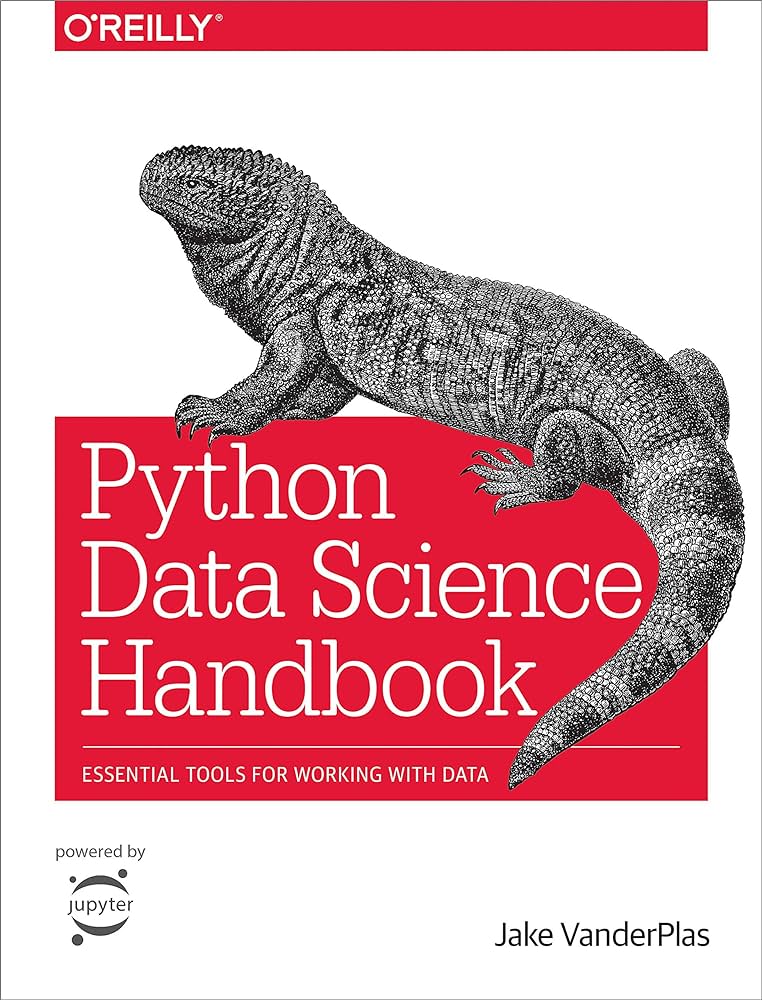 O'REILLY®
Python
Data Science
Handbook
ESSENTIAL TOOLS FOR WORKING WITH DATA
powered by
jupyter
Jake VanderPlas